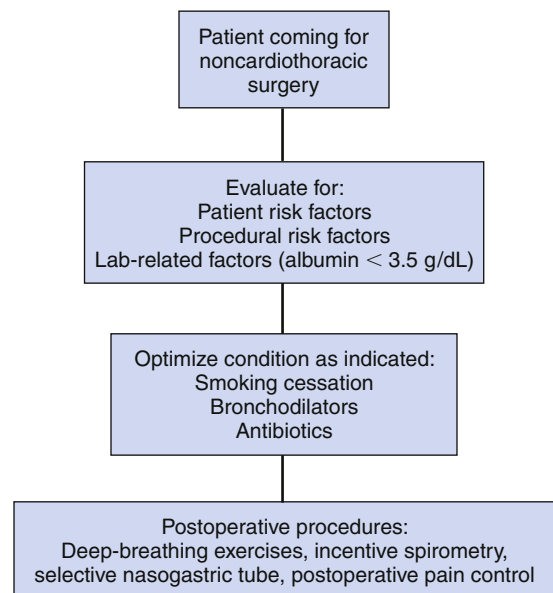 Patient coming for
noncardiothoracic
surgery
Evaluate for:
Patient risk factors
Procedural risk factors
Lab-related factors (albumin < 3.5 g/dL)
Optimize condition as indicated:
Smoking cessation
Bronchodilators
Antibiotics
Postoperative procedures:
Deep-breathing exercises, incentive spirometry,
selective nasogastric tube, postoperative pain control